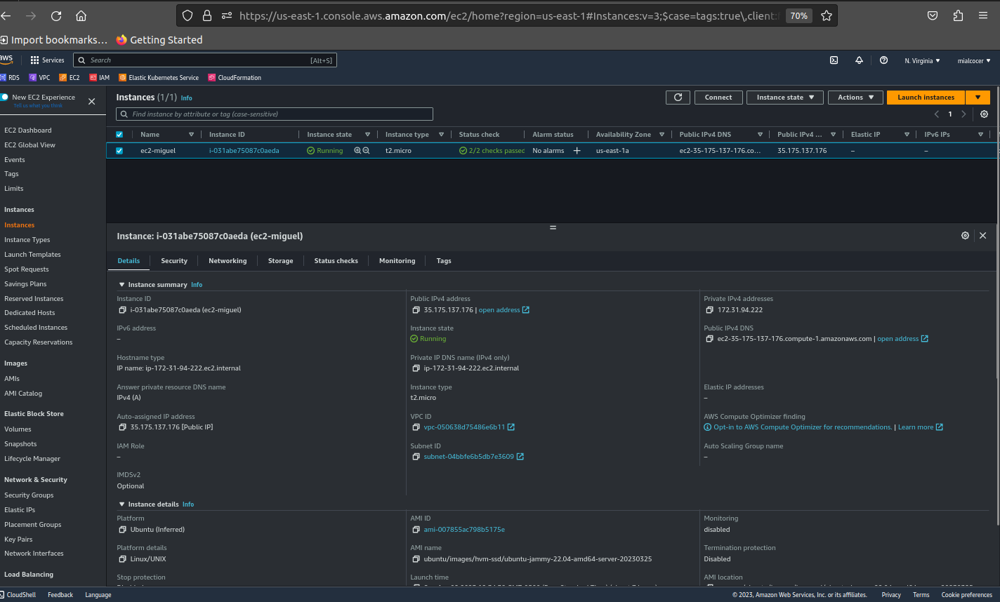 https://us-east-1.console.aws.amazon.com/ec2/home?region=us-east-1#Instances:v=3;$case=tags:true\,client:
70%
Import bookmarks…
Getting Started
aws
Services
Search
[Alt+S]
N. Virginia
mialcocer
RDS
VPC
EC2
IAM
Elastic Kubernetes Service
CloudFormation
New EC2 Experience
Tell us what you think
EC2 Dashboard
EC2 Global View
Events
Tags
Limits
Instances
Instances
Instance Types
Launch Templates
Spot Requests
Savings Plans
Reserved Instances
Dedicated Hosts
Scheduled Instances
Capacity Reservations
Images
AMIs
AMI Catalog
Elastic Block Store
Volumes
Snapshots
Lifecycle Manager
Network & Security
Security Groups
Elastic IPs
Placement Groups
Key Pairs
Network Interfaces
Load Balancing
Instances (1/1) Info
Connect
Instance state
Actions
Launch instances
Find instance by attribute or tag (case-sensitive)
1
Name
Instance ID
Instance state
Instance type
Status check
Alarm status
Availability Zone
Public IPv4 DNS
Public IPv4 ...
Elastic IP
IPv6 IPs
ec2-miguel
i-031abe75087c0aeda
Running
t2.micro
2/2 checks passed
No alarms
us-east-1a
ec2-35-175-137-176.co...
35.175.137.176
–
–
Instance: i-031abe75087c0aeda (ec2-miguel)
Details
Security
Networking
Storage
Status checks
Monitoring
Tags
Instance summary Info
Instance ID
i-031abe75087c0aeda (ec2-miguel)
Public IPv4 address
35.175.137.176 | open address
Private IPv4 addresses
172.31.94.222
IPv6 address
–
Instance state
Running
Public IPv4 DNS
ec2-35-175-137-176.compute-1.amazonaws.com | open address
Hostname type
IP name: ip-172-31-94-222.ec2.internal
Private IP DNS name (IPv4 only)
ip-172-31-94-222.ec2.internal
Answer private resource DNS name
IPv4 (A)
Instance type
t2.micro
Elastic IP addresses
–
Auto-assigned IP address
35.175.137.176 [Public IP]
VPC ID
vpc-050638d75486e6b11
AWS Compute Optimizer finding
Opt-in to AWS Compute Optimizer for recommendations. | Learn more
IAM Role
–
Subnet ID
subnet-04bbfe6b5db7e3609
Auto Scaling Group name
–
IMDSv2
Optional
Instance details Info
Platform
Ubuntu (Inferred)
AMI ID
ami-007855ac798b5175e
Monitoring
disabled
Platform details
Linux/UNIX
AMI name
ubuntu/images/hvm-ssd/ubuntu-jammy-22.04-amd64-server-20230325
Termination protection
Disabled
Stop protection
Launch time
AMI location
CloudShell
Feedback
Language
© 2023, Amazon Web Services, Inc. or its affiliates.
Privacy
Terms
Cookie preferences